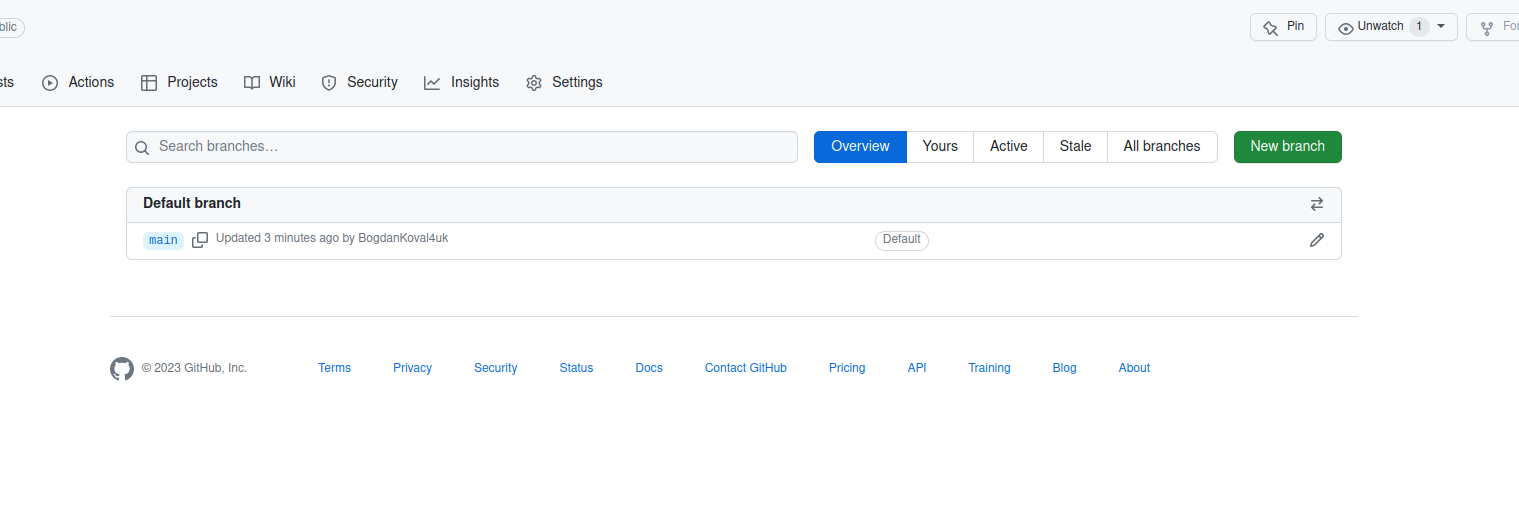 blic
Pin
Unwatch 1
For
sts Actions Projects Wiki Security Insights Settings
Search branches…
Overview Yours Active Stale All branches
New branch
Default branch
main Updated 3 minutes ago by BogdanKoval4uk Default
© 2023 GitHub, Inc. Terms Privacy Security Status Docs Contact GitHub Pricing API Training Blog About